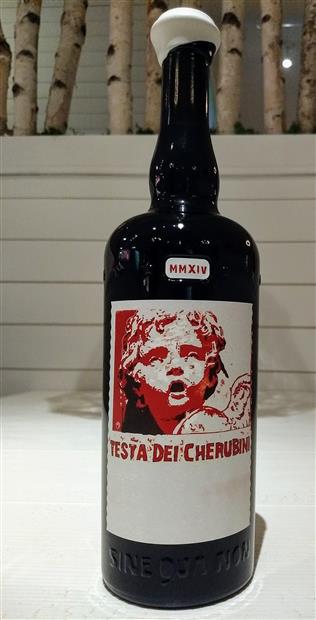 MMXIV
TESTA DEI CHERUBINI
SINE QUA NON